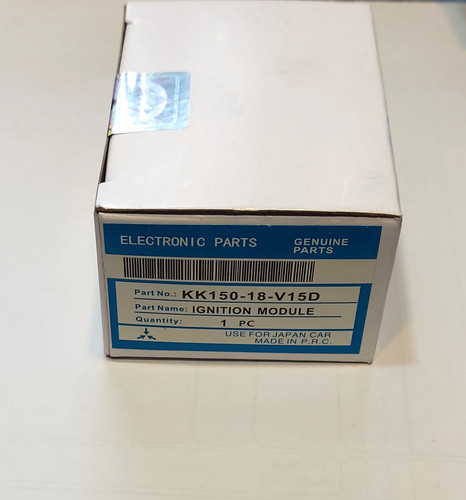 ELECTRONIC PARTS
GENUINE
PARTS
Part No.: KK150-18-V15D
Part Name: IGNITION MODULE
Quantity: 1 PC
USE FOR JAPAN CAR
MADE IN P.R.C.